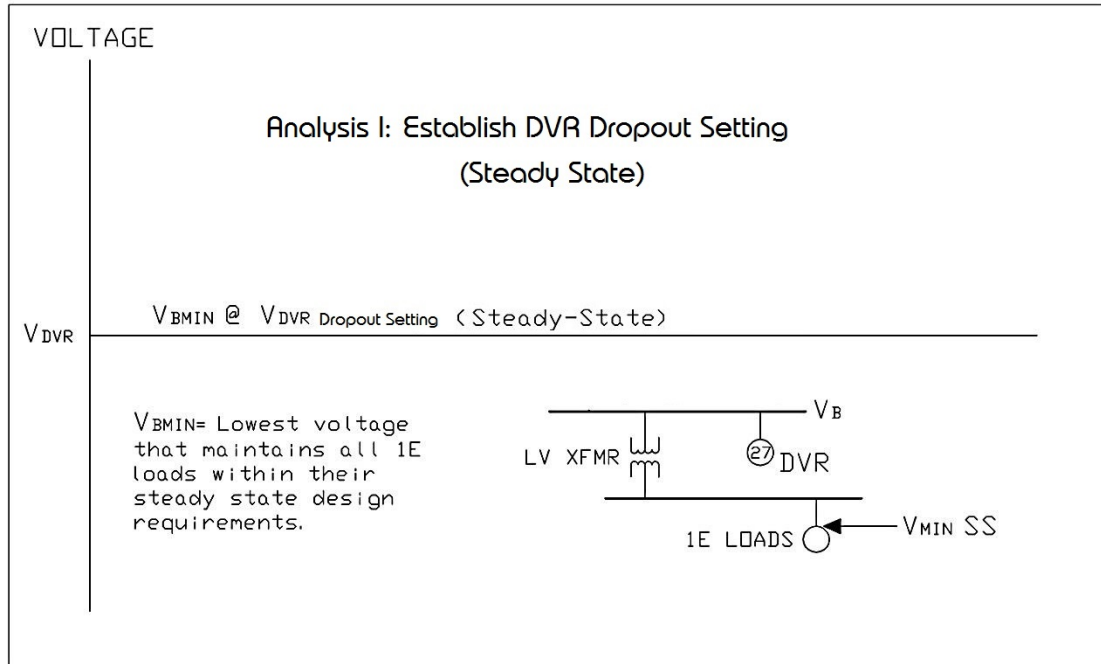 VOLTAGE
Analysis I: Establish DVR Dropout Setting
(Steady State)
VBMIN @ VDVR Dropout Setting (Steady-State)
VDVR
VBMIN= Lowest voltage
that maintains all 1E
loads within their
steady state design
requirements.
VB
LV XFMR
27
DVR
1E LOADS
VMIN SS